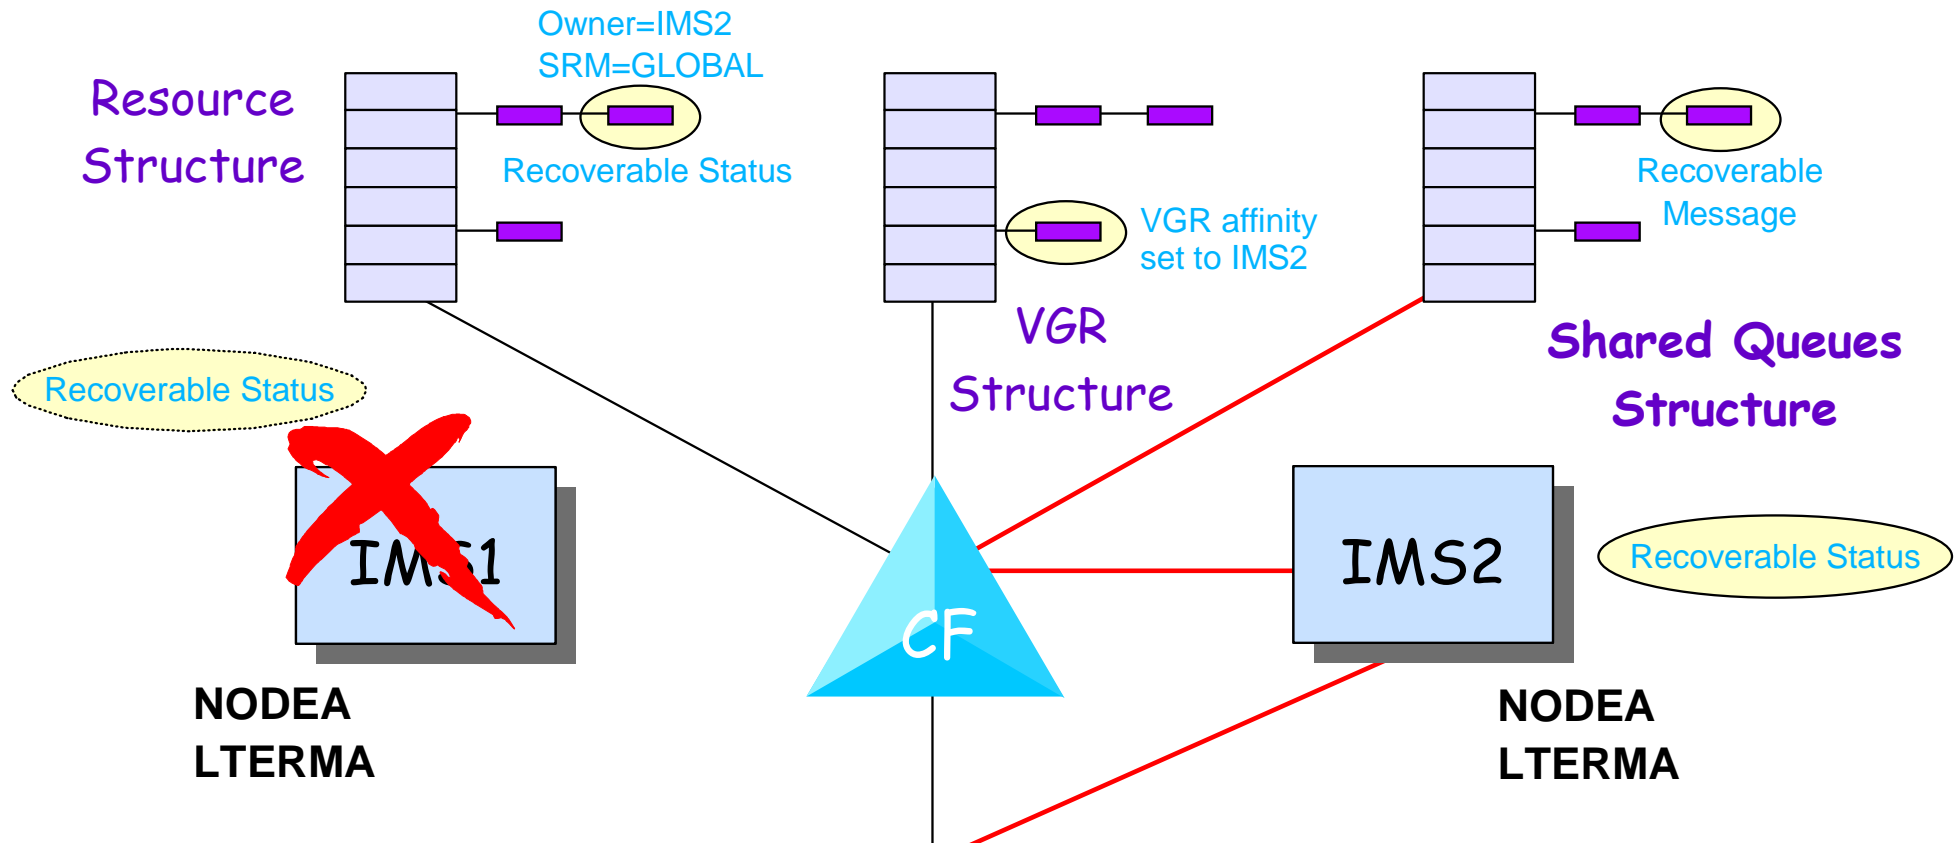 Owner=IMS2
SRM=GLOBAL
Resource
Structure
Recoverable Status
VGR affinity
set to IMS2
Recoverable
Message
VGR
Structure
Shared Queues
Structure
Recoverable Status
IMS1
CF
IMS2
Recoverable Status
NODEA
LTERMA
NODEA
LTERMA